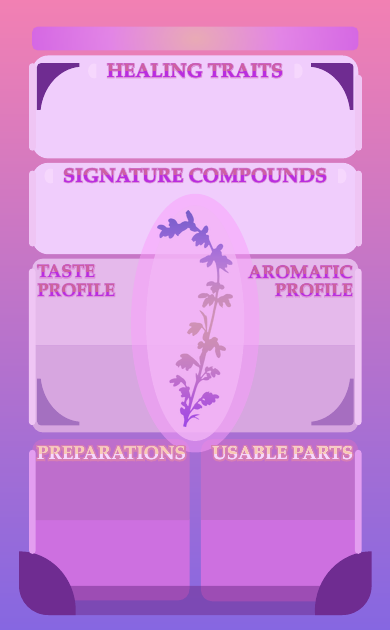 HEALING TRAITS
SIGNATURE COMPOUNDS
TASTE
PROFILE
AROMATIC
PROFILE
PREPARATIONS
USABLE PARTS